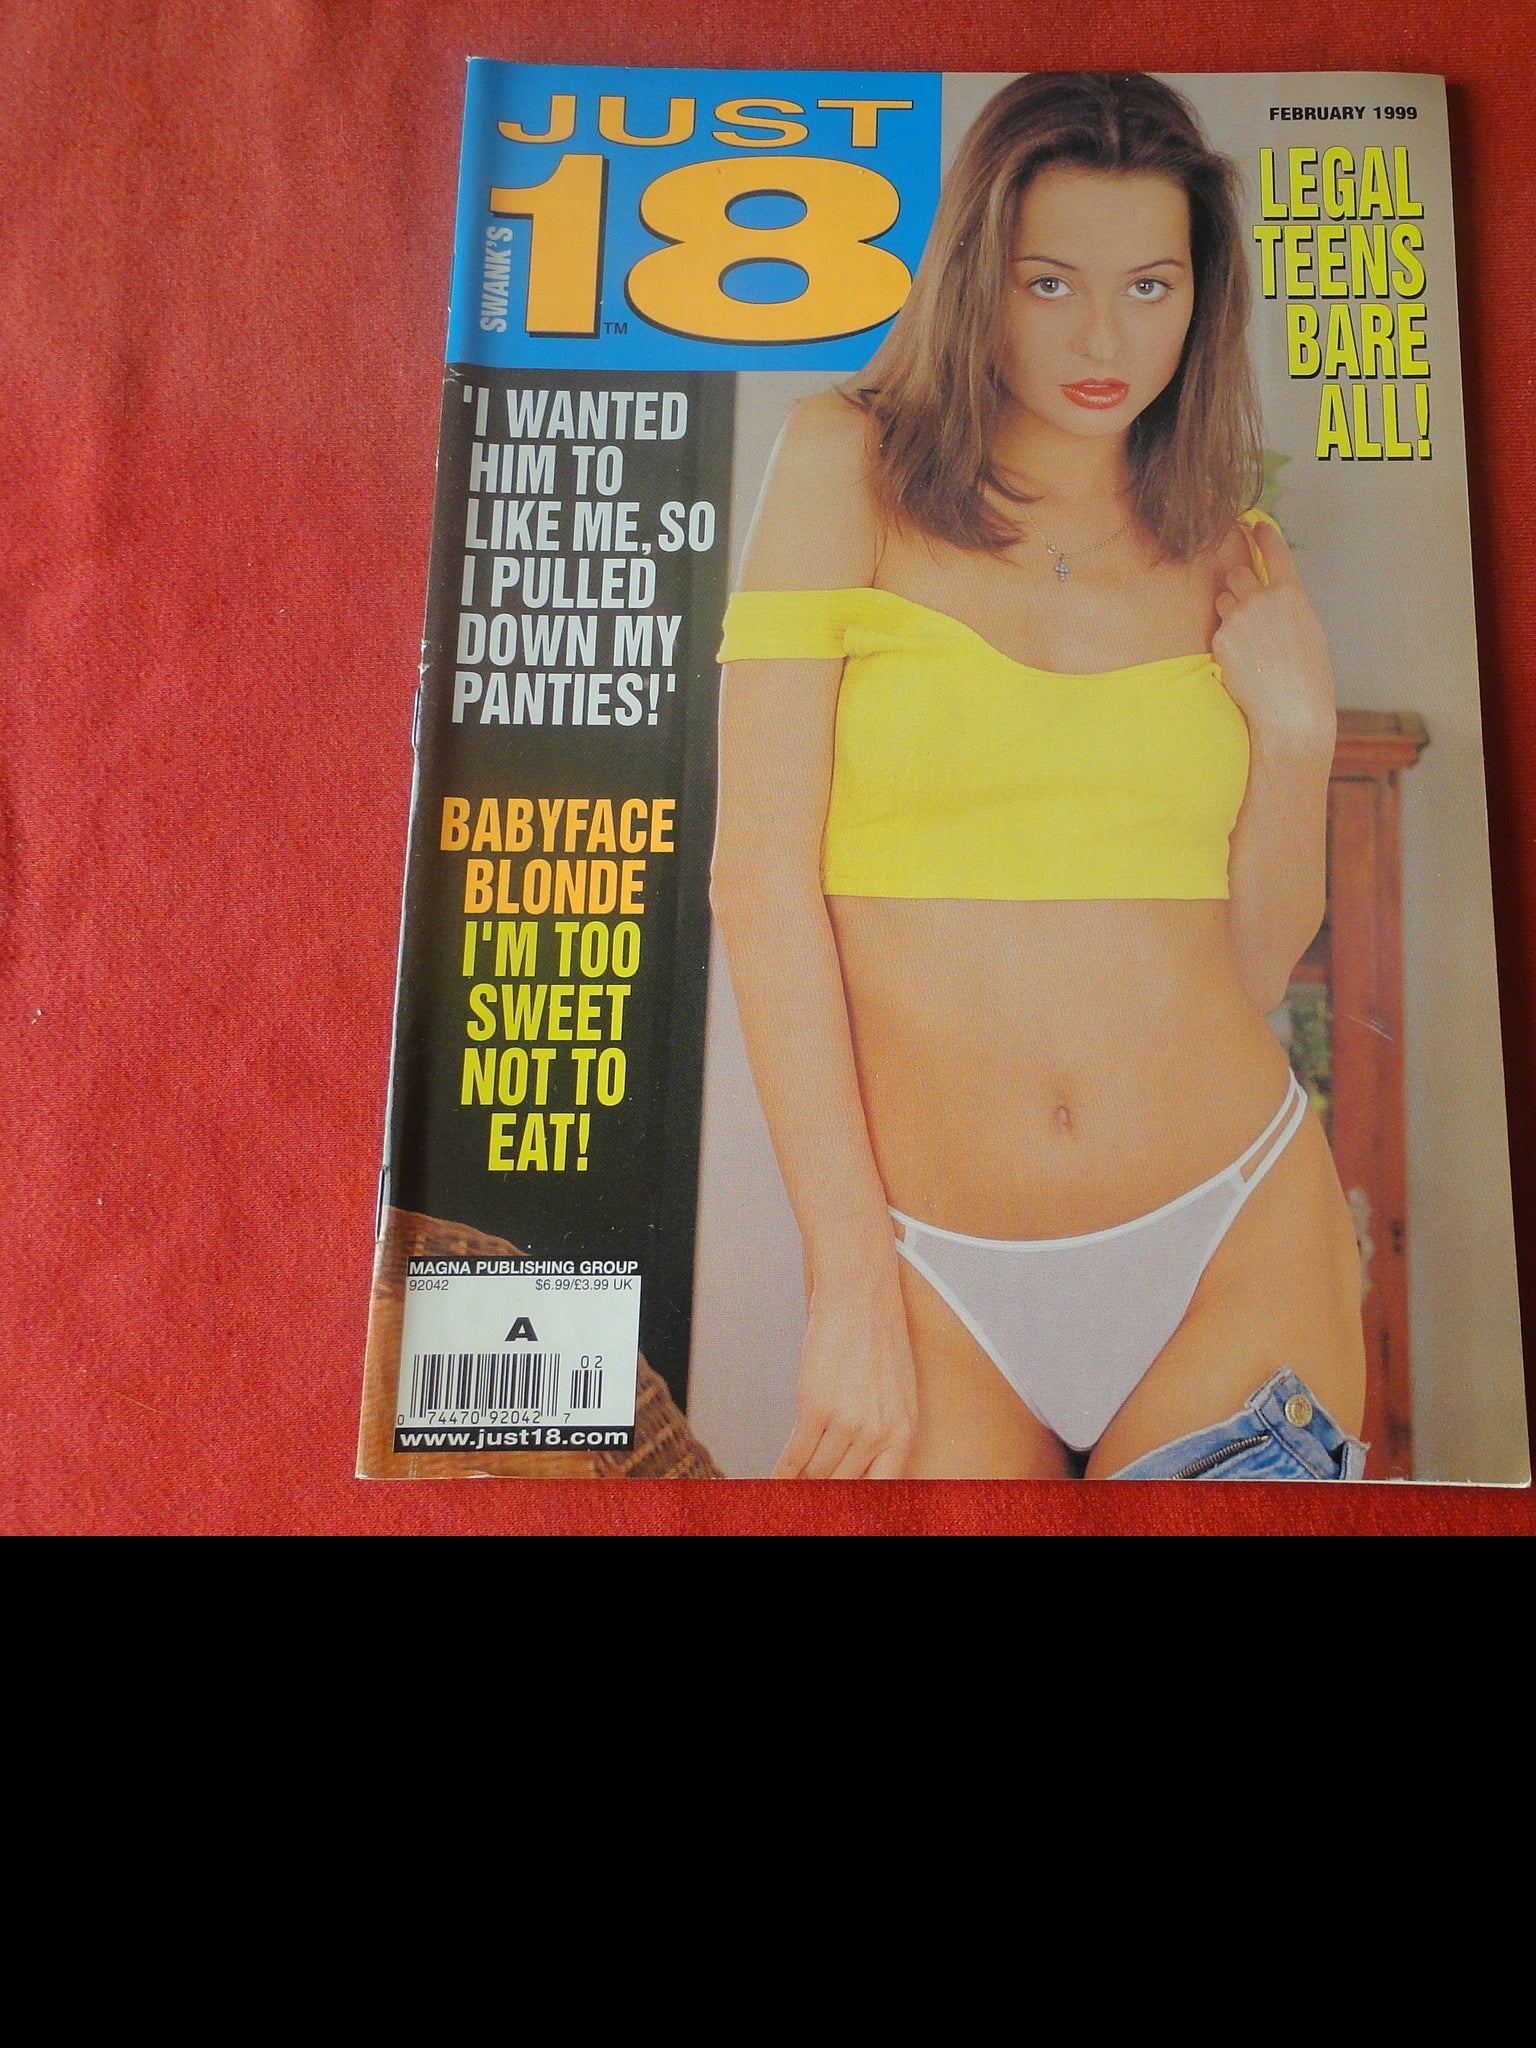 JUST
SWANK'S
18
TM
FEBRUARY 1999
LEGAL
TEENS
BARE
ALL!
'I WANTED
HIM TO
LIKE ME, SO
I PULLED
DOWN MY
PANTIES!'
BABYFACE
BLONDE
I'M TOO
SWEET
NOT TO
EAT!
MAGNA PUBLISHING GROUP
92042 $6.99/£3.99 UK
A
02
0 74470 92042 7
www.just18.com